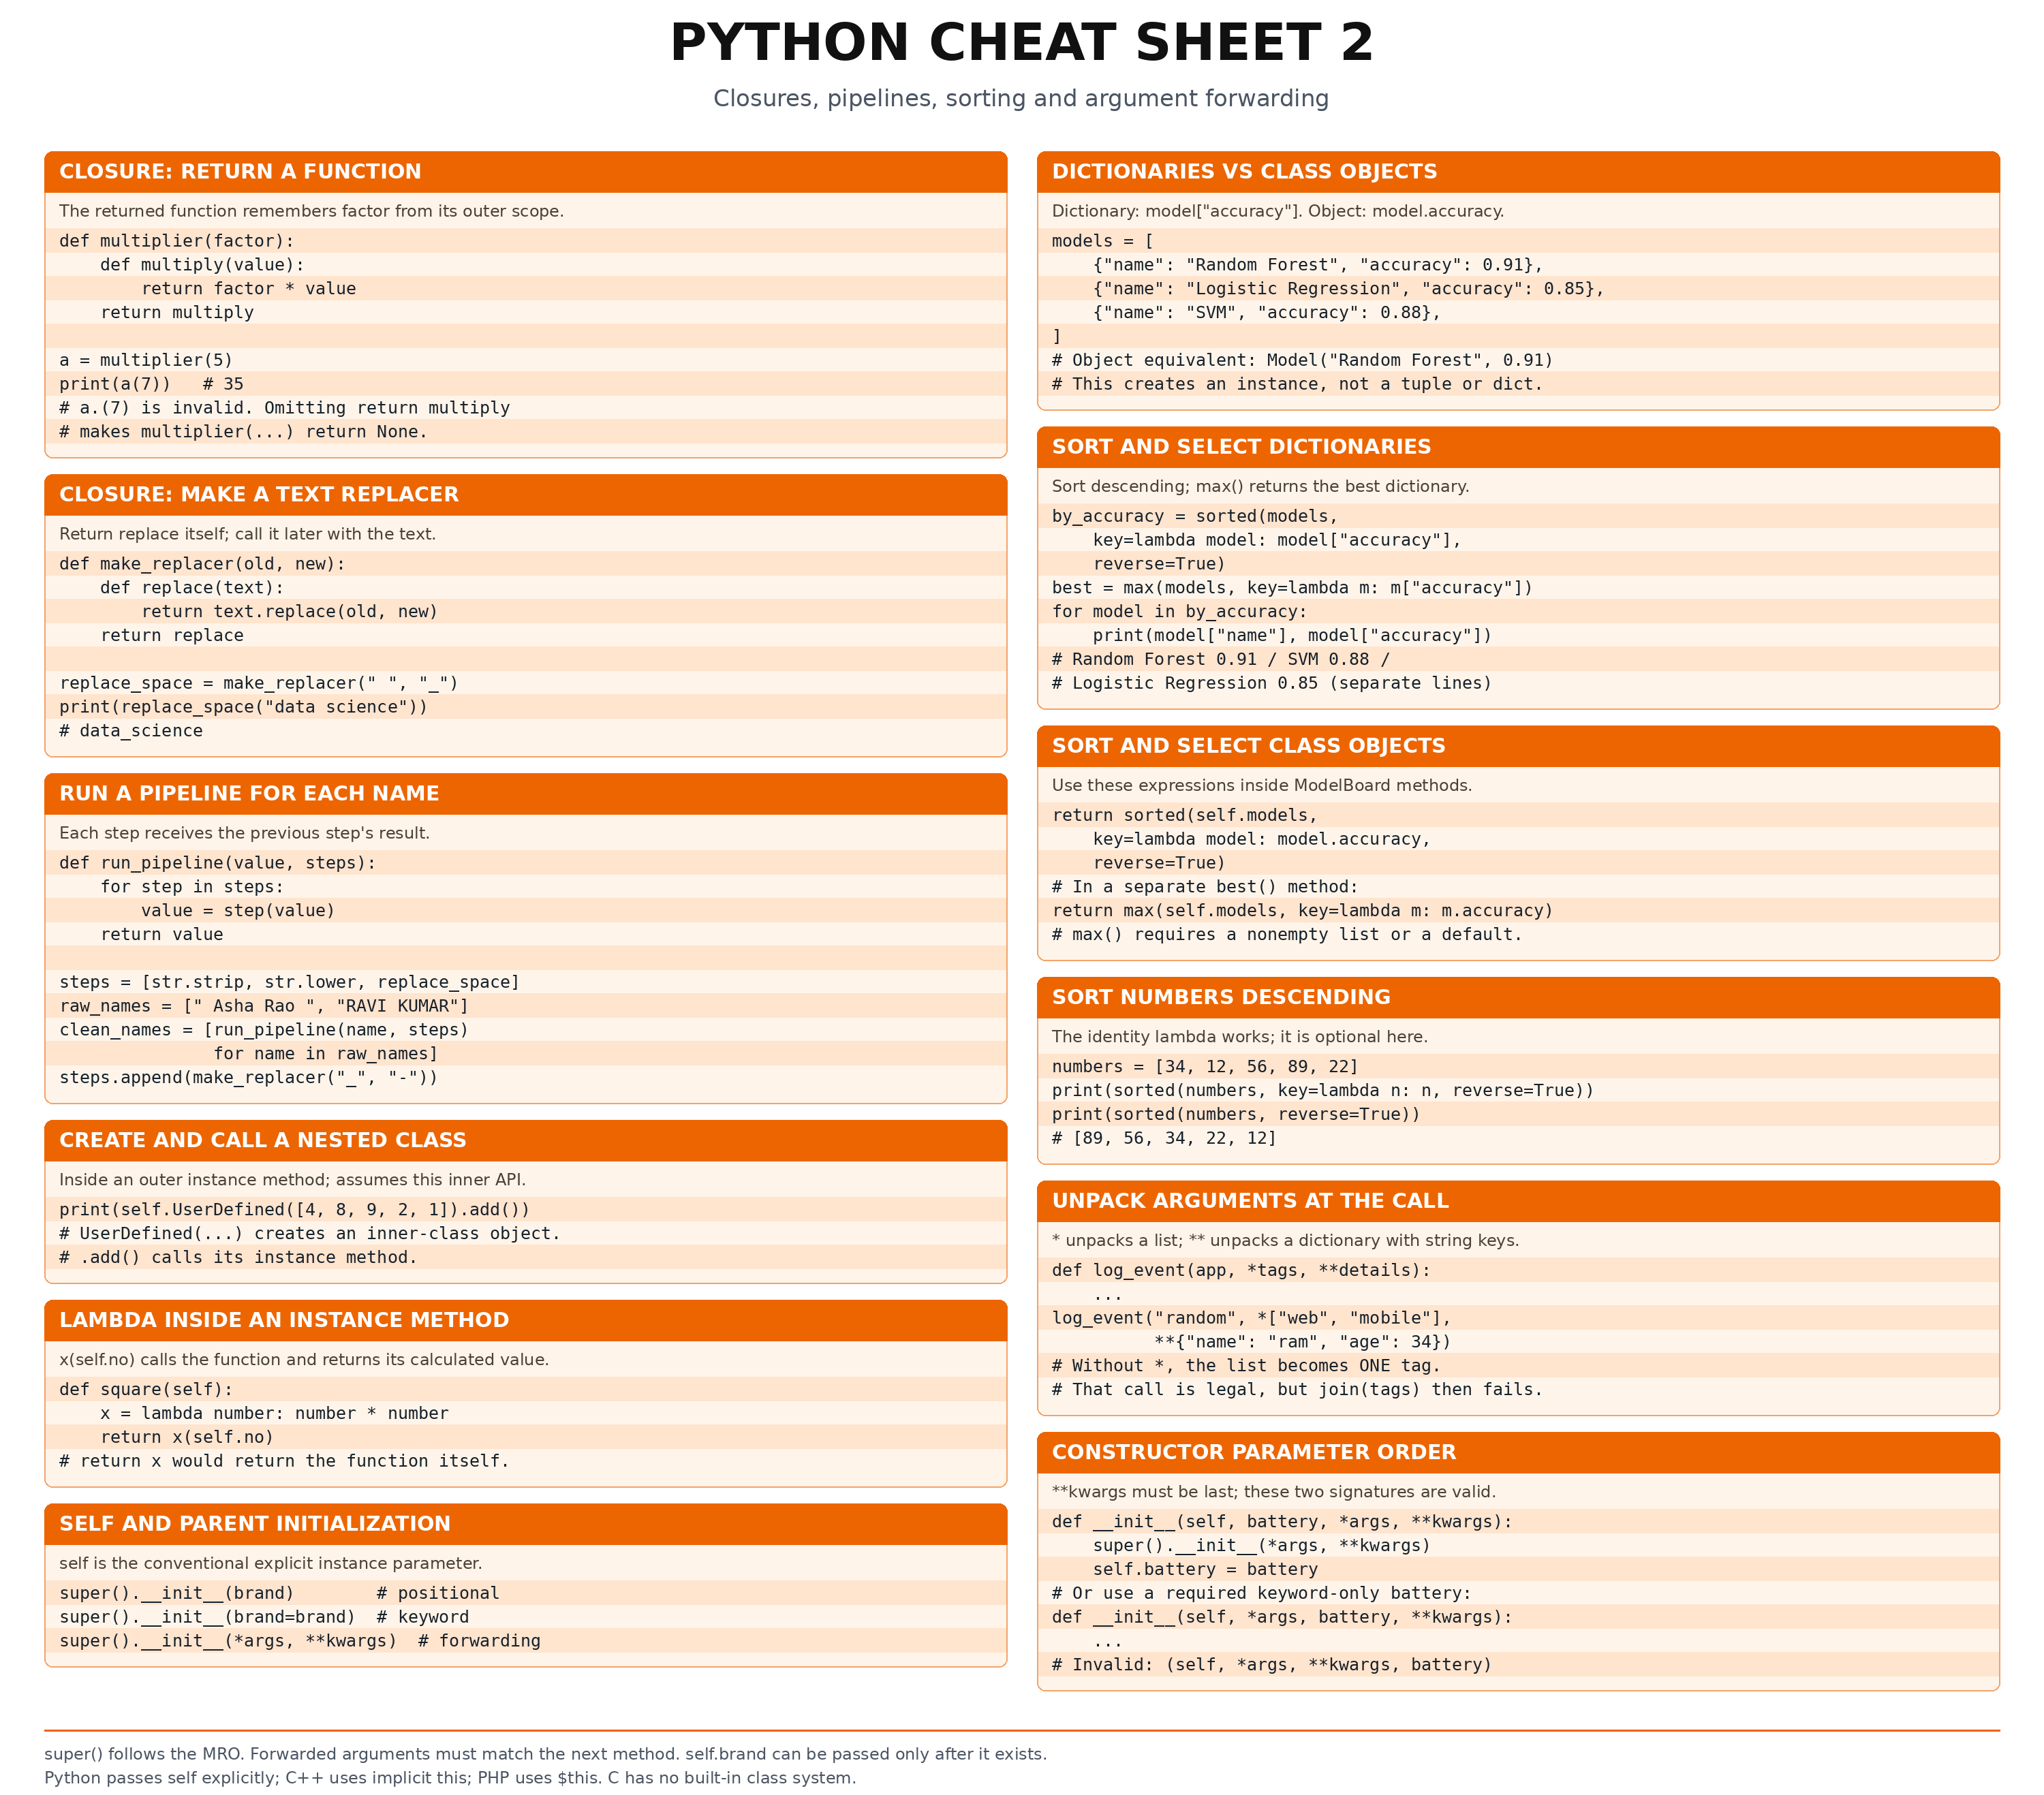 PYTHON CHEAT SHEET 2
Closures, pipelines, sorting and argument forwarding
CLOSURE: RETURN A FUNCTION
The returned function remembers factor from its outer scope.
def multiplier(factor):
    def multiply(value):
        return factor * value
    return multiply

a = multiplier(5)
print(a(7))   # 35
# a.(7) is invalid. Omitting return multiply
# makes multiplier(...) return None.
CLOSURE: MAKE A TEXT REPLACER
Return replace itself; call it later with the text.
def make_replacer(old, new):
    def replace(text):
        return text.replace(old, new)
    return replace

replace_space = make_replacer(" ", "_")
print(replace_space("data science"))
# data_science
RUN A PIPELINE FOR EACH NAME
Each step receives the previous step's result.
def run_pipeline(value, steps):
    for step in steps:
        value = step(value)
    return value

steps = [str.strip, str.lower, replace_space]
raw_names = [" Asha Rao ", "RAVI KUMAR"]
clean_names = [run_pipeline(name, steps)
               for name in raw_names]
steps.append(make_replacer("_", "-"))
CREATE AND CALL A NESTED CLASS
Inside an outer instance method; assumes this inner API.
print(self.UserDefined([4, 8, 9, 2, 1]).add())
# UserDefined(...) creates an inner-class object.
# .add() calls its instance method.
LAMBDA INSIDE AN INSTANCE METHOD
x(self.no) calls the function and returns its calculated value.
def square(self):
    x = lambda number: number * number
    return x(self.no)
# return x would return the function itself.
SELF AND PARENT INITIALIZATION
self is the conventional explicit instance parameter.
super().__init__(brand)        # positional
super().__init__(brand=brand)  # keyword
super().__init__(*args, **kwargs)  # forwarding
DICTIONARIES VS CLASS OBJECTS
Dictionary: model["accuracy"]. Object: model.accuracy.
models = [
    {"name": "Random Forest", "accuracy": 0.91},
    {"name": "Logistic Regression", "accuracy": 0.85},
    {"name": "SVM", "accuracy": 0.88},
]
# Object equivalent: Model("Random Forest", 0.91)
# This creates an instance, not a tuple or dict.
SORT AND SELECT DICTIONARIES
Sort descending; max() returns the best dictionary.
by_accuracy = sorted(models,
    key=lambda model: model["accuracy"],
    reverse=True)
best = max(models, key=lambda m: m["accuracy"])
for model in by_accuracy:
    print(model["name"], model["accuracy"])
# Random Forest 0.91 / SVM 0.88 /
# Logistic Regression 0.85 (separate lines)
SORT AND SELECT CLASS OBJECTS
Use these expressions inside ModelBoard methods.
return sorted(self.models,
    key=lambda model: model.accuracy,
    reverse=True)
# In a separate best() method:
return max(self.models, key=lambda m: m.accuracy)
# max() requires a nonempty list or a default.
SORT NUMBERS DESCENDING
The identity lambda works; it is optional here.
numbers = [34, 12, 56, 89, 22]
print(sorted(numbers, key=lambda n: n, reverse=True))
print(sorted(numbers, reverse=True))
# [89, 56, 34, 22, 12]
UNPACK ARGUMENTS AT THE CALL
* unpacks a list; ** unpacks a dictionary with string keys.
def log_event(app, *tags, **details):
    ...
log_event("random", *["web", "mobile"],
          **{"name": "ram", "age": 34})
# Without *, the list becomes ONE tag.
# That call is legal, but join(tags) then fails.
CONSTRUCTOR PARAMETER ORDER
**kwargs must be last; these two signatures are valid.
def __init__(self, battery, *args, **kwargs):
    super().__init__(*args, **kwargs)
    self.battery = battery
# Or use a required keyword-only battery:
def __init__(self, *args, battery, **kwargs):
    ...
# Invalid: (self, *args, **kwargs, battery)
super() follows the MRO. Forwarded arguments must match the next method. self.brand can be passed only after it exists.
Python passes self explicitly; C++ uses implicit this; PHP uses $this. C has no built-in class system.